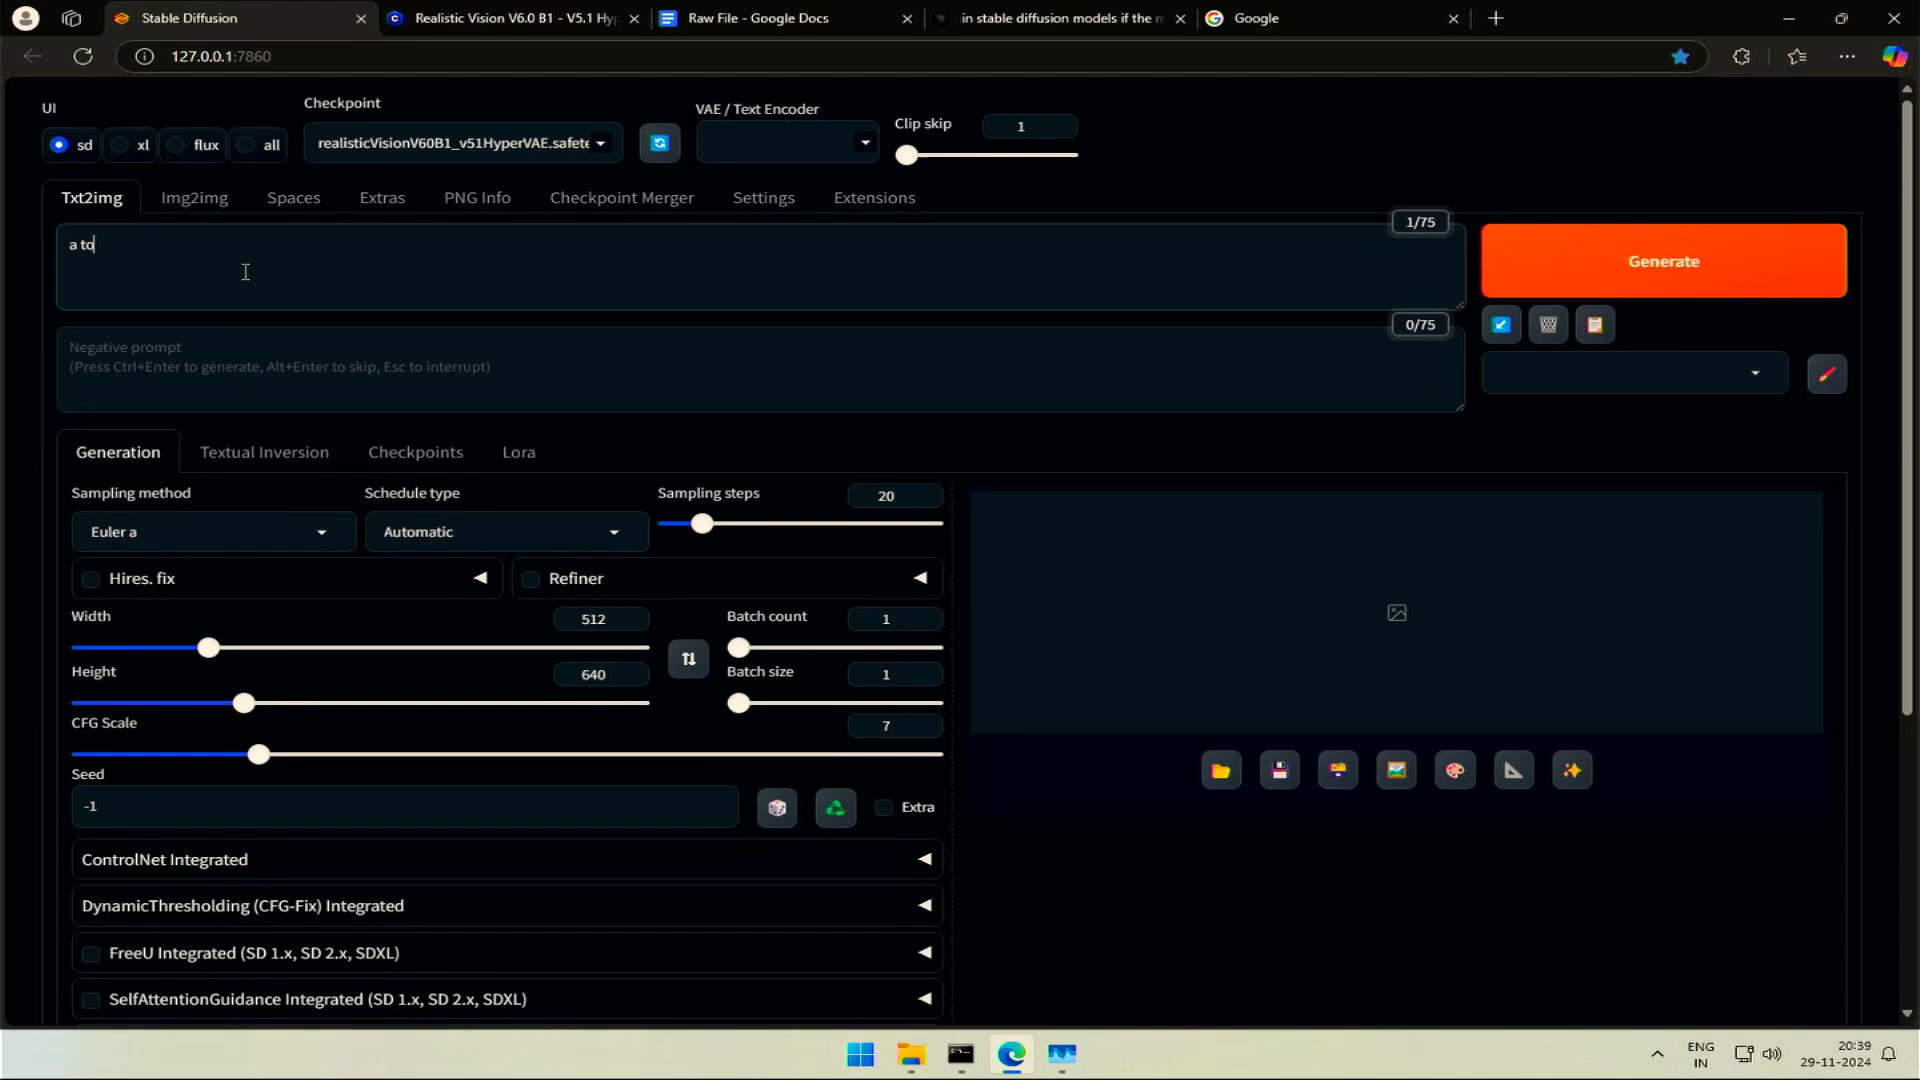 Stable Diffusion
Realistic Vision V6.0 B1 - V5.1 Hyp
Raw File - Google Docs
in stable diffusion models if the m
Google
127.0.0.1:7860
UI
Checkpoint
VAE / Text Encoder
Clip skip
1
sd
xl
flux
all
realisticVisionV60B1_v51HyperVAE.safete
Txt2img
Img2img
Spaces
Extras
PNG Info
Checkpoint Merger
Settings
Extensions
1/75
a to
Generate
0/75
Negative prompt
(Press Ctrl+Enter to generate, Alt+Enter to skip, Esc to interrupt)
Generation
Textual Inversion
Checkpoints
Lora
Sampling method
Schedule type
Sampling steps
20
Euler a
Automatic
Hires. fix
Refiner
Width
512
Batch count
1
Height
640
Batch size
1
CFG Scale
7
Seed
-1
Extra
ControlNet Integrated
DynamicThresholding (CFG-Fix) Integrated
FreeU Integrated (SD 1.x, SD 2.x, SDXL)
SelfAttentionGuidance Integrated (SD 1.x, SD 2.x, SDXL)
ENG
IN
20:39
29-11-2024